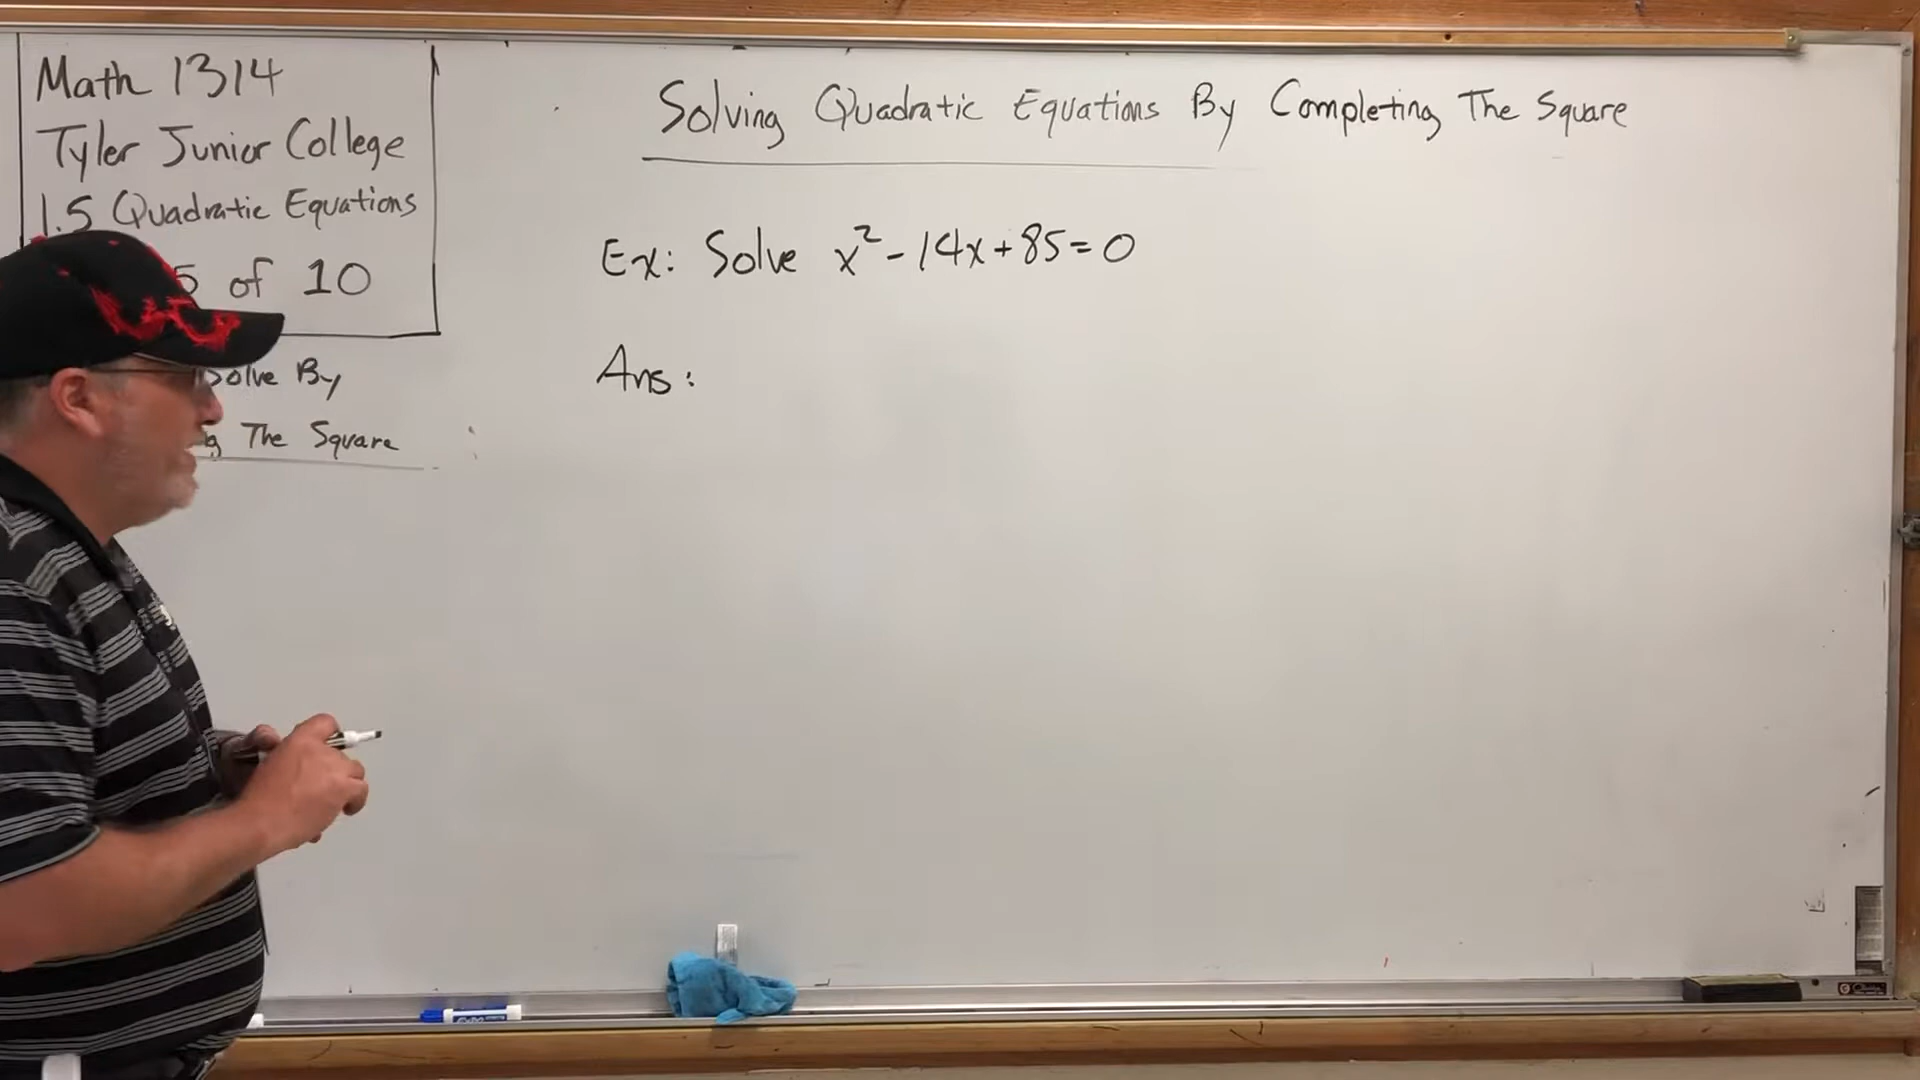 Math 1314
Tyler Junior College
1.5 Quadratic Equations
5 of 10
Solve By
g The Square
Solving Quadratic Equations By Completing The Square
Ex: Solve x² - 14x + 85 = 0
Ans: